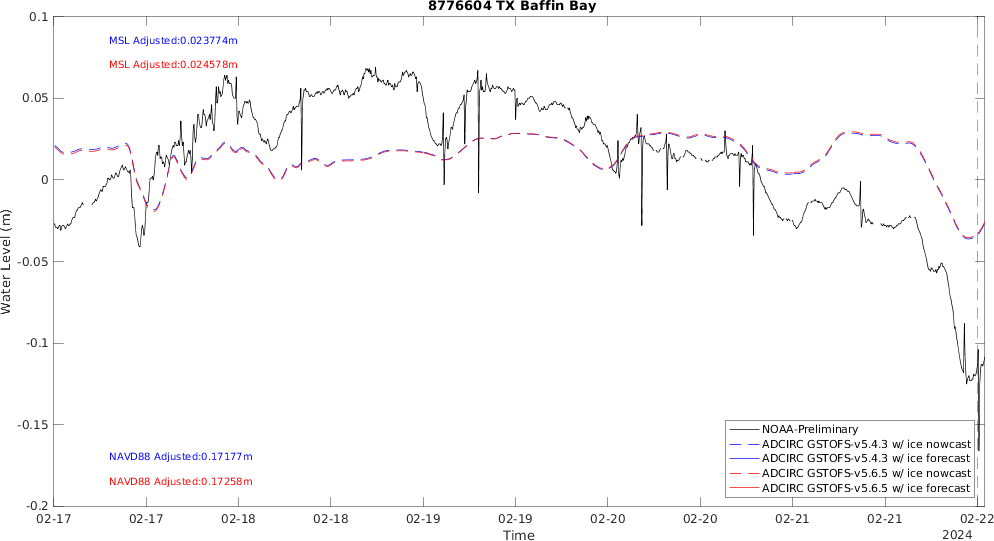 8776604 TX Baffin Bay
0.1
MSL Adjusted:0.023774m
MSL Adjusted:0.024578m
0.05
0
-0.05
-0.1
-0.15
-0.2
Water Level (m)
NAVD88 Adjusted:0.17177m
NAVD88 Adjusted:0.17258m
NOAA-Preliminary
ADCIRC GSTOFS-v5.4.3 w/ ice nowcast
ADCIRC GSTOFS-v5.4.3 w/ ice forecast
ADCIRC GSTOFS-v5.6.5 w/ ice nowcast
ADCIRC GSTOFS-v5.6.5 w/ ice forecast
02-17 02-17 02-18 02-18 02-19 02-19 02-20 02-20 02-21 02-21 02-22
Time
2024